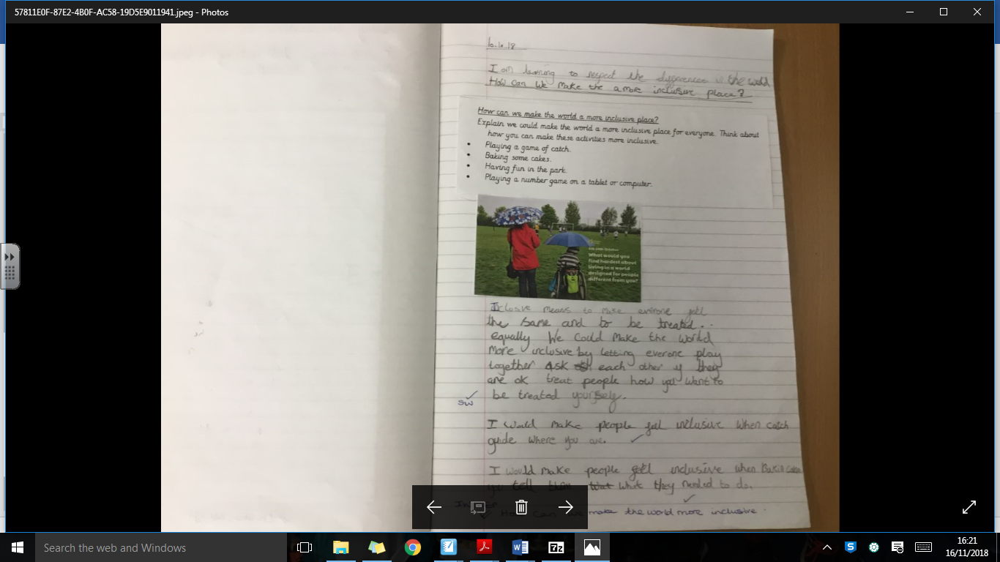 57811E0F-87E2-4B0F-AC58-19D5E9011941.jpeg - Photos
I am learning to respect the differences in the world
How can we make the a more inclusive place?
How can we make the world a more inclusive place?
Explain we could make the world a more inclusive place for everyone. Think about
how you can make these activities more inclusive.
• Playing a game of catch.
• Baking some cakes.
• Having fun in the park.
• Playing a number game on a tablet or computer.
What would you
find hardest about
living in a world
designed for people
different from you?
Inclusive means to make everone feel
the same and to be treated..
equally We could make the world
more inclusive by letting everone play
together Ask each other if they
are ok treat people how you want to
be treated yourself.
SW
I would make people feel inclusive when catch
guide where you are.
I would make people feel inclusive when Bakin
you tell them what they needed to do.
How can we make the world more inclusive.
Search the web and Windows
16:21
16/11/2018